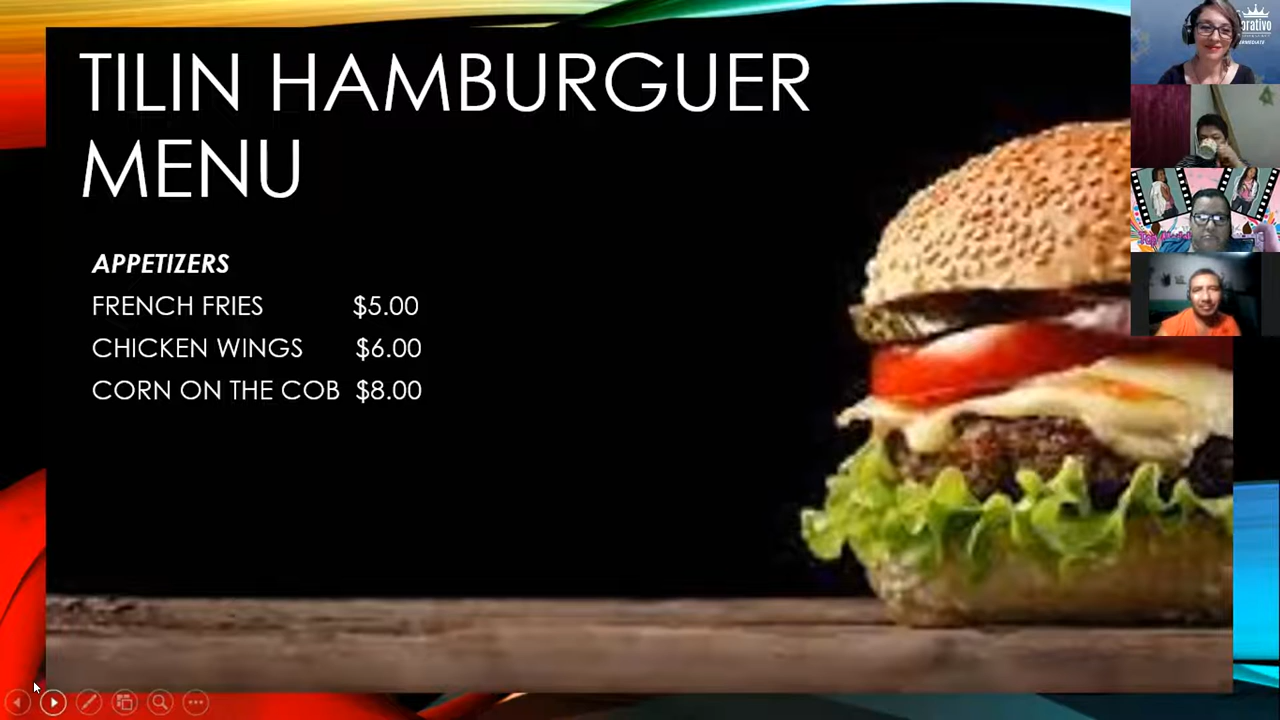 TILIN HAMBURGUER
MENU
APPETIZERS
FRENCH FRIES $5.00
CHICKEN WINGS $6.00
CORN ON THE COB $8.00